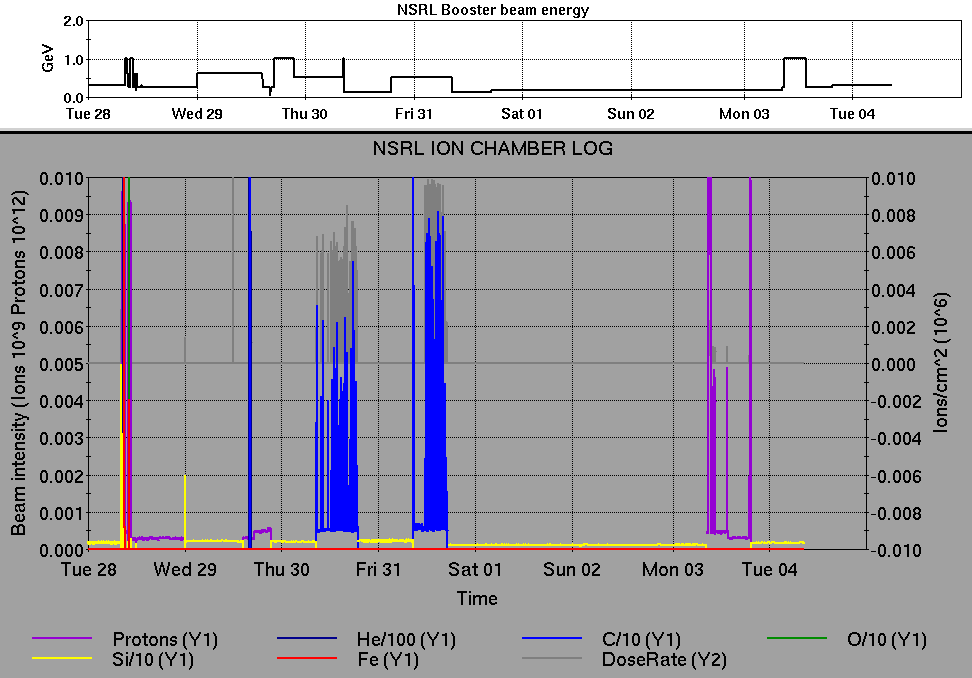 NSRL Booster beam energy
2.0
1.0
0.0
GeV
Tue 28 Wed 29 Thu 30 Fri 31 Sat 01 Sun 02 Mon 03 Tue 04
NSRL ION CHAMBER LOG
0.010 0.010
0.009 0.008
0.008 0.006
0.007 0.004
0.006 0.002
0.005 0.000
0.004 -0.002
0.003 -0.004
0.002 -0.006
0.001 -0.008
0.000 -0.010
Beam intensity (Ions 10^9 Protons 10^12)
Ions/cm^2 (10^6)
Tue 28 Wed 29 Thu 30 Fri 31 Sat 01 Sun 02 Mon 03 Tue 04
Time
Protons (Y1) He/100 (Y1) C/10 (Y1) O/10 (Y1)
Si/10 (Y1) Fe (Y1) DoseRate (Y2)